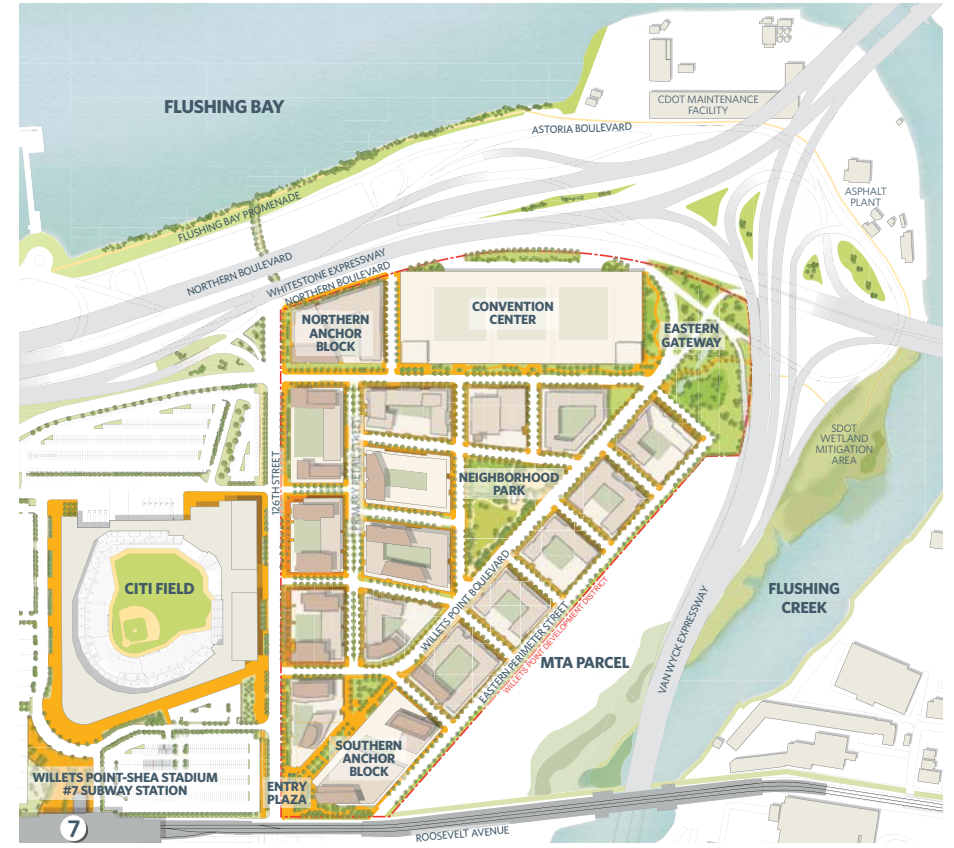 FLUSHING BAY
CDOT MAINTENANCE
FACILITY
ASTORIA BOULEVARD
ASPHALT
PLANT
FLUSHING BAY PROMENADE
NORTHERN BOULEVARD
WHITESTONE EXPRESSWAY
NORTHERN BOULEVARD
NORTHERN
ANCHOR
BLOCK
CONVENTION
CENTER
EASTERN
GATEWAY
SDOT
WETLAND
MITIGATION
AREA
126TH STREET
PRIMARY RETAIL STREET
NEIGHBORHOOD
PARK
CITI FIELD
WILLETS POINT BOULEVARD
EASTERN PERIMETER STREET
WILLETS POINT DEVELOPMENT DISTRICT
FLUSHING
CREEK
MTA PARCEL
VANWYCK EXPRESSWAY
SOUTHERN
ANCHOR
BLOCK
WILLETS POINT-SHEA STADIUM
#7 SUBWAY STATION
ENTRY
PLAZA
7
ROOSEVELT AVENUE